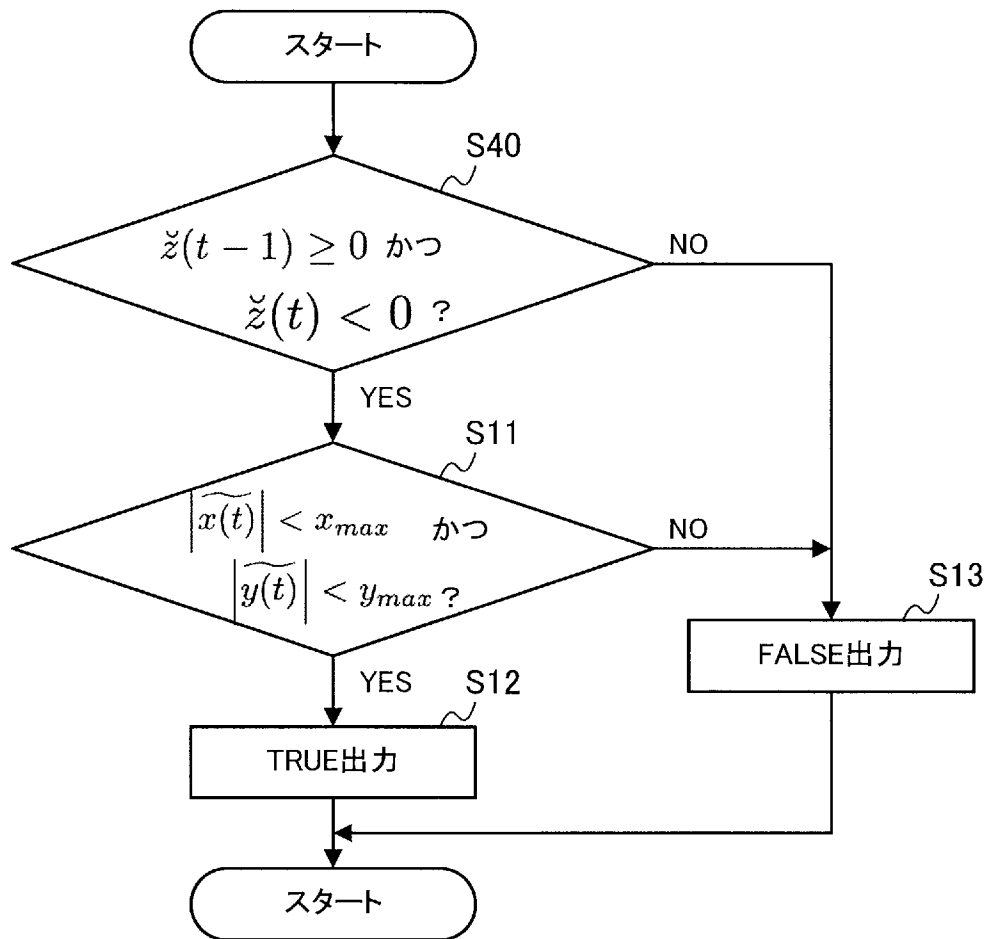 スタート
S40
z̆(t − 1) ≥ 0 かつ
z̆(t) < 0 ?
NO
YES
S11
|x͠(t)| < x_max かつ
|y͠(t)| < y_max ?
NO
S13
FALSE出力
YES
S12
TRUE出力
スタート